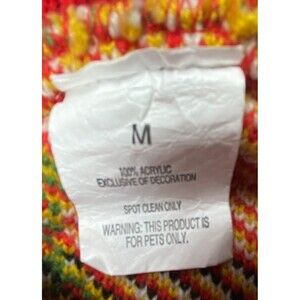 M
100% ACRYLIC
EXCLUSIVE OF DECORATION
SPOT CLEAN ONLY
WARNING: THIS PRODUCT IS
FOR PETS ONLY.